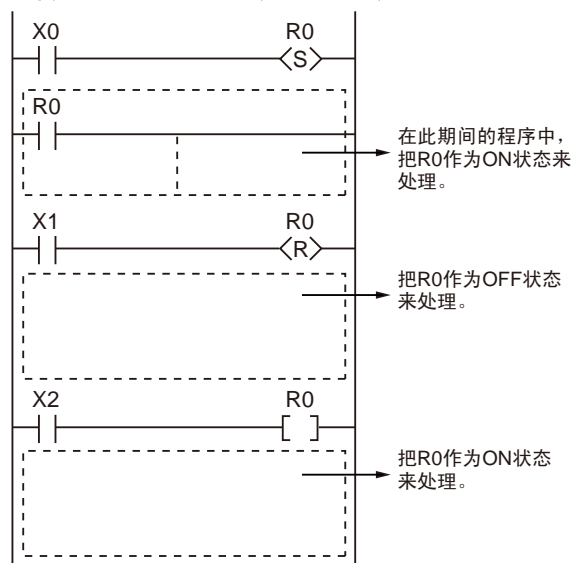 X0 R0
S
R0
在此期间的程序中，
把R0作为ON状态来
处理。
X1 R0
R
把R0作为OFF状态
来处理。
X2 R0
把R0作为ON状态
来处理。